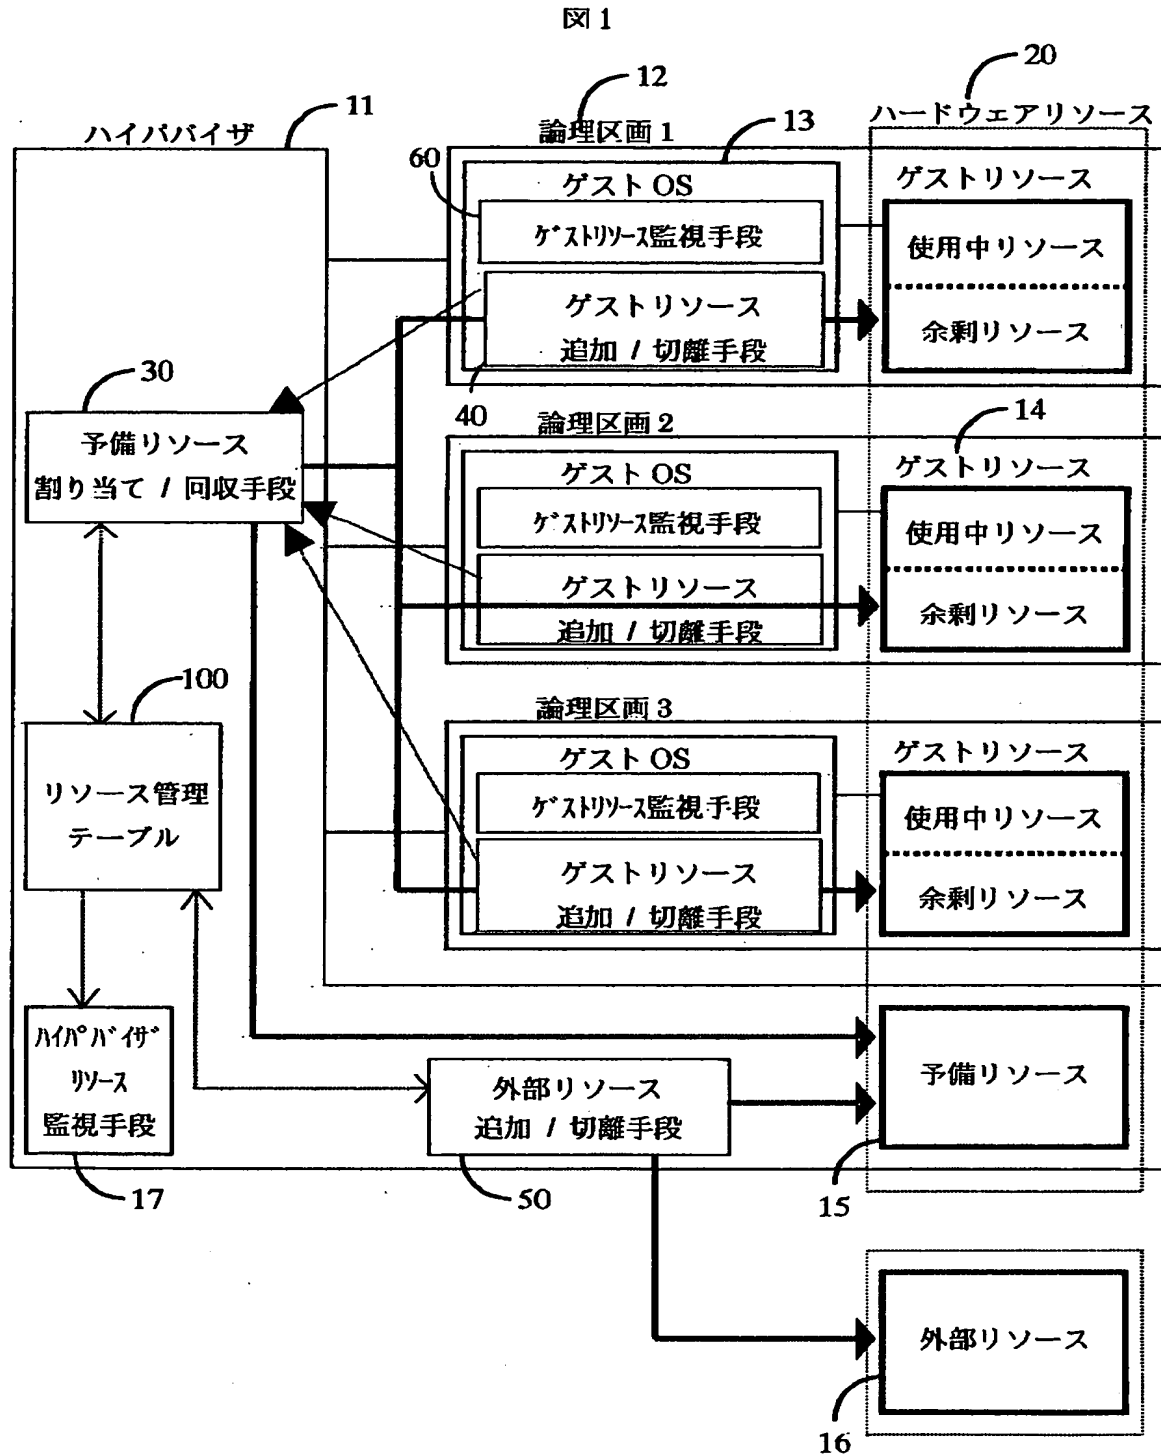 図1
20
12
ハードウェアリソース
11
ハイパバイザ
論理区画1
13
60
ゲスト OS
ゲストリソース
ゲストリソース監視手段
使用中リソース
ゲストリソース
追加 / 切離手段
余剰リソース
30
40
予備リソース
割り当て / 回収手段
論理区画2
14
ゲスト OS
ゲストリソース
ゲストリソース監視手段
使用中リソース
ゲストリソース
追加 / 切離手段
余剰リソース
100
リソース管理
テーブル
論理区画3
ゲスト OS
ゲストリソース
ゲストリソース監視手段
使用中リソース
ゲストリソース
追加 / 切離手段
余剰リソース
ハイパバイザ
リソース
監視手段
17
外部リソース
追加 / 切離手段
50
予備リソース
15
外部リソース
16